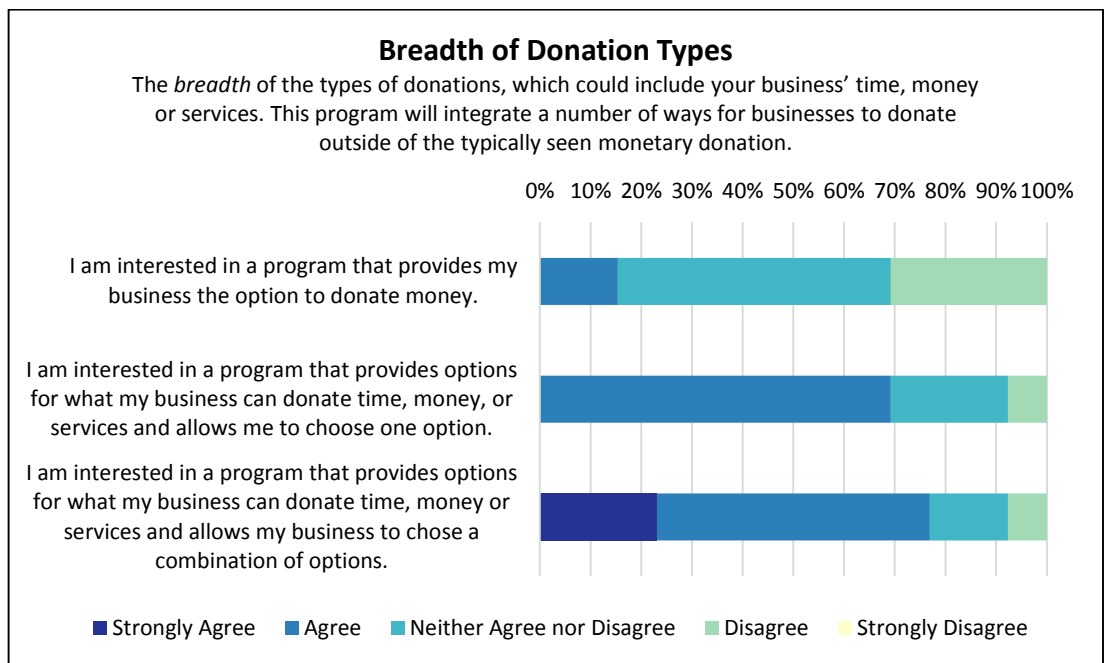 Breadth of Donation Types
The breadth of the types of donations, which could include your business’ time, money
or services. This program will integrate a number of ways for businesses to donate
outside of the typically seen monetary donation.
0% 10% 20% 30% 40% 50% 60% 70% 80% 90% 100%
I am interested in a program that provides my
business the option to donate money.
I am interested in a program that provides options
for what my business can donate time, money, or
services and allows me to choose one option.
I am interested in a program that provides options
for what my business can donate time, money or
services and allows my business to chose a
combination of options.
Strongly Agree Agree Neither Agree nor Disagree Disagree Strongly Disagree